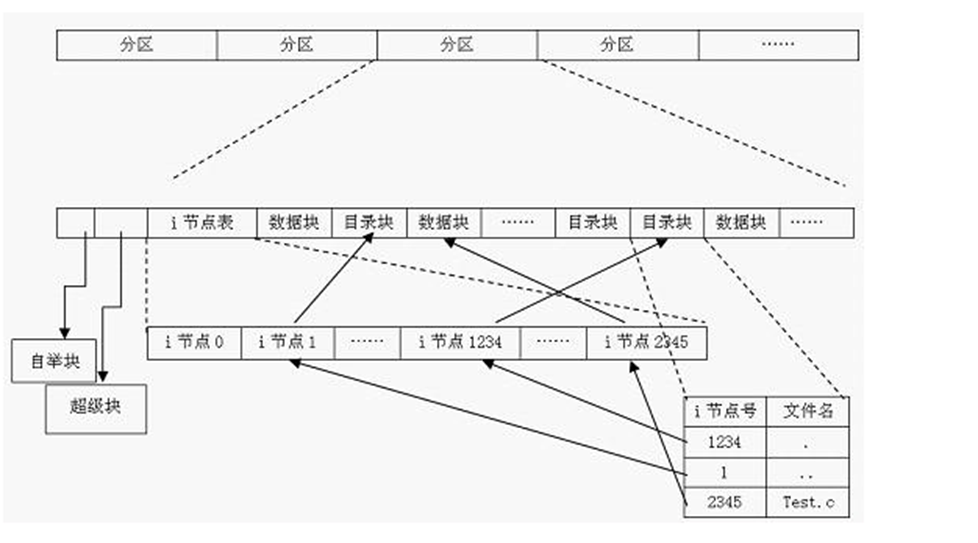 分区 分区 分区 分区 ……
i 节点表 数据块 目录块 数据块 …… 目录块 目录块 数据块 ……
i 节点 0 i 节点 1 …… i 节点 1234 …… i 节点 2345
自举块
超级块
i 节点号 文件名
1234 .
1 ..
2345 Test.c